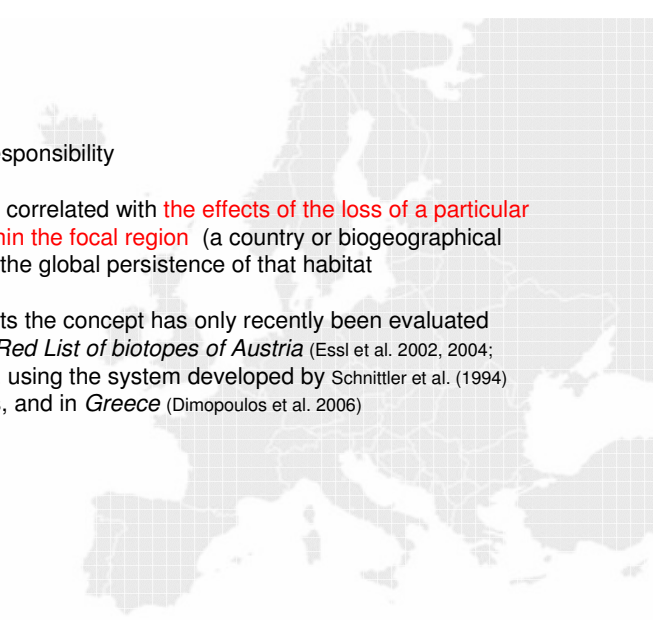 esponsibility
correlated with the effects of the loss of a particular
hin the focal region (a country or biogeographical
the global persistence of that habitat
ts the concept has only recently been evaluated
Red List of biotopes of Austria (Essl et al. 2002, 2004;
using the system developed by Schnittler et al. (1994)
, and in Greece (Dimopoulos et al. 2006)